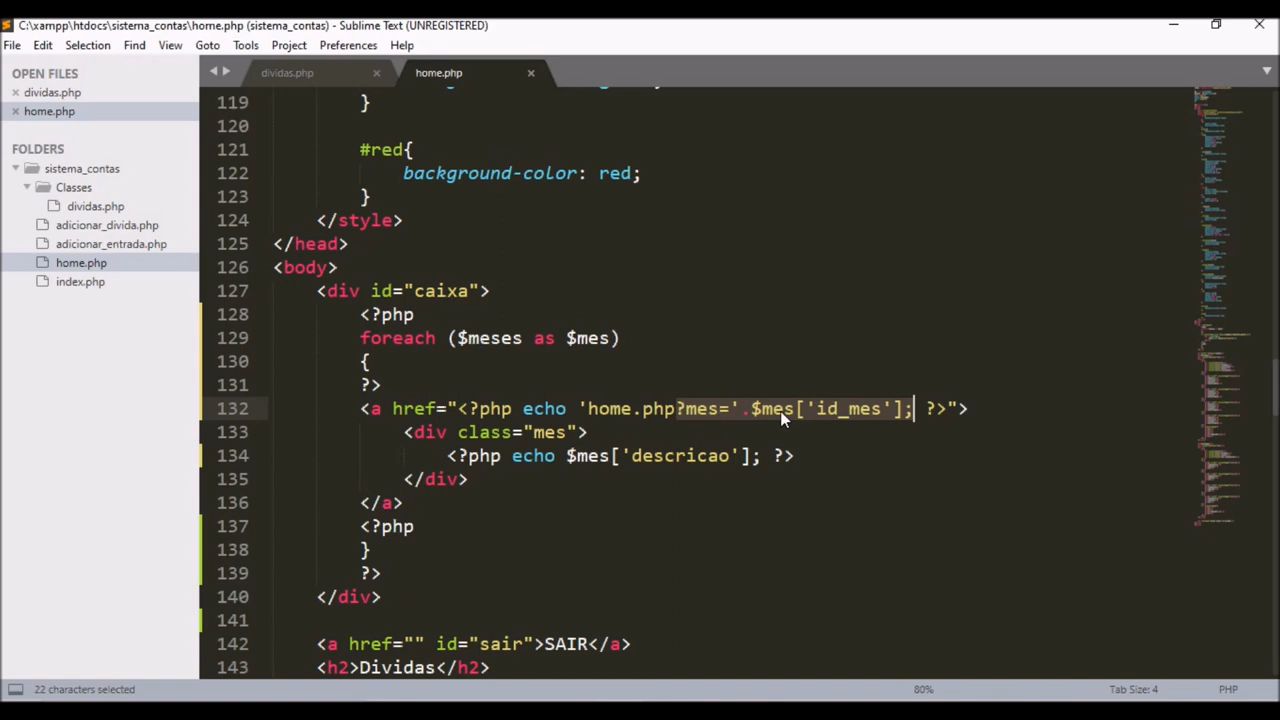 C:\xampp\htdocs\sistema_contas\home.php (sistema_contas) - Sublime Text (UNREGISTERED)
File Edit Selection Find View Goto Tools Project Preferences Help
OPEN FILES
dividas.php
home.php
FOLDERS
sistema_contas
Classes
dividas.php
adicionar_divida.php
adicionar_entrada.php
home.php
index.php
dividas.php home.php
119 }
120
121 #red{
122 background-color: red;
123 }
124 </style>
125 </head>
126 <body>
127 <div id="caixa">
128 <?php
129 foreach ($meses as $mes)
130 {
131 ?>
132 <a href="<?php echo 'home.php?mes='.$mes['id_mes']; ?>">
133 <div class="mes">
134 <?php echo $mes['descricao']; ?>
135 </div>
136 </a>
137 <?php
138 }
139 ?>
140 </div>
141
142 <a href="" id="sair">SAIR</a>
143 <h2>Dividas</h2>
22 characters selected 80% Tab Size: 4 PHP